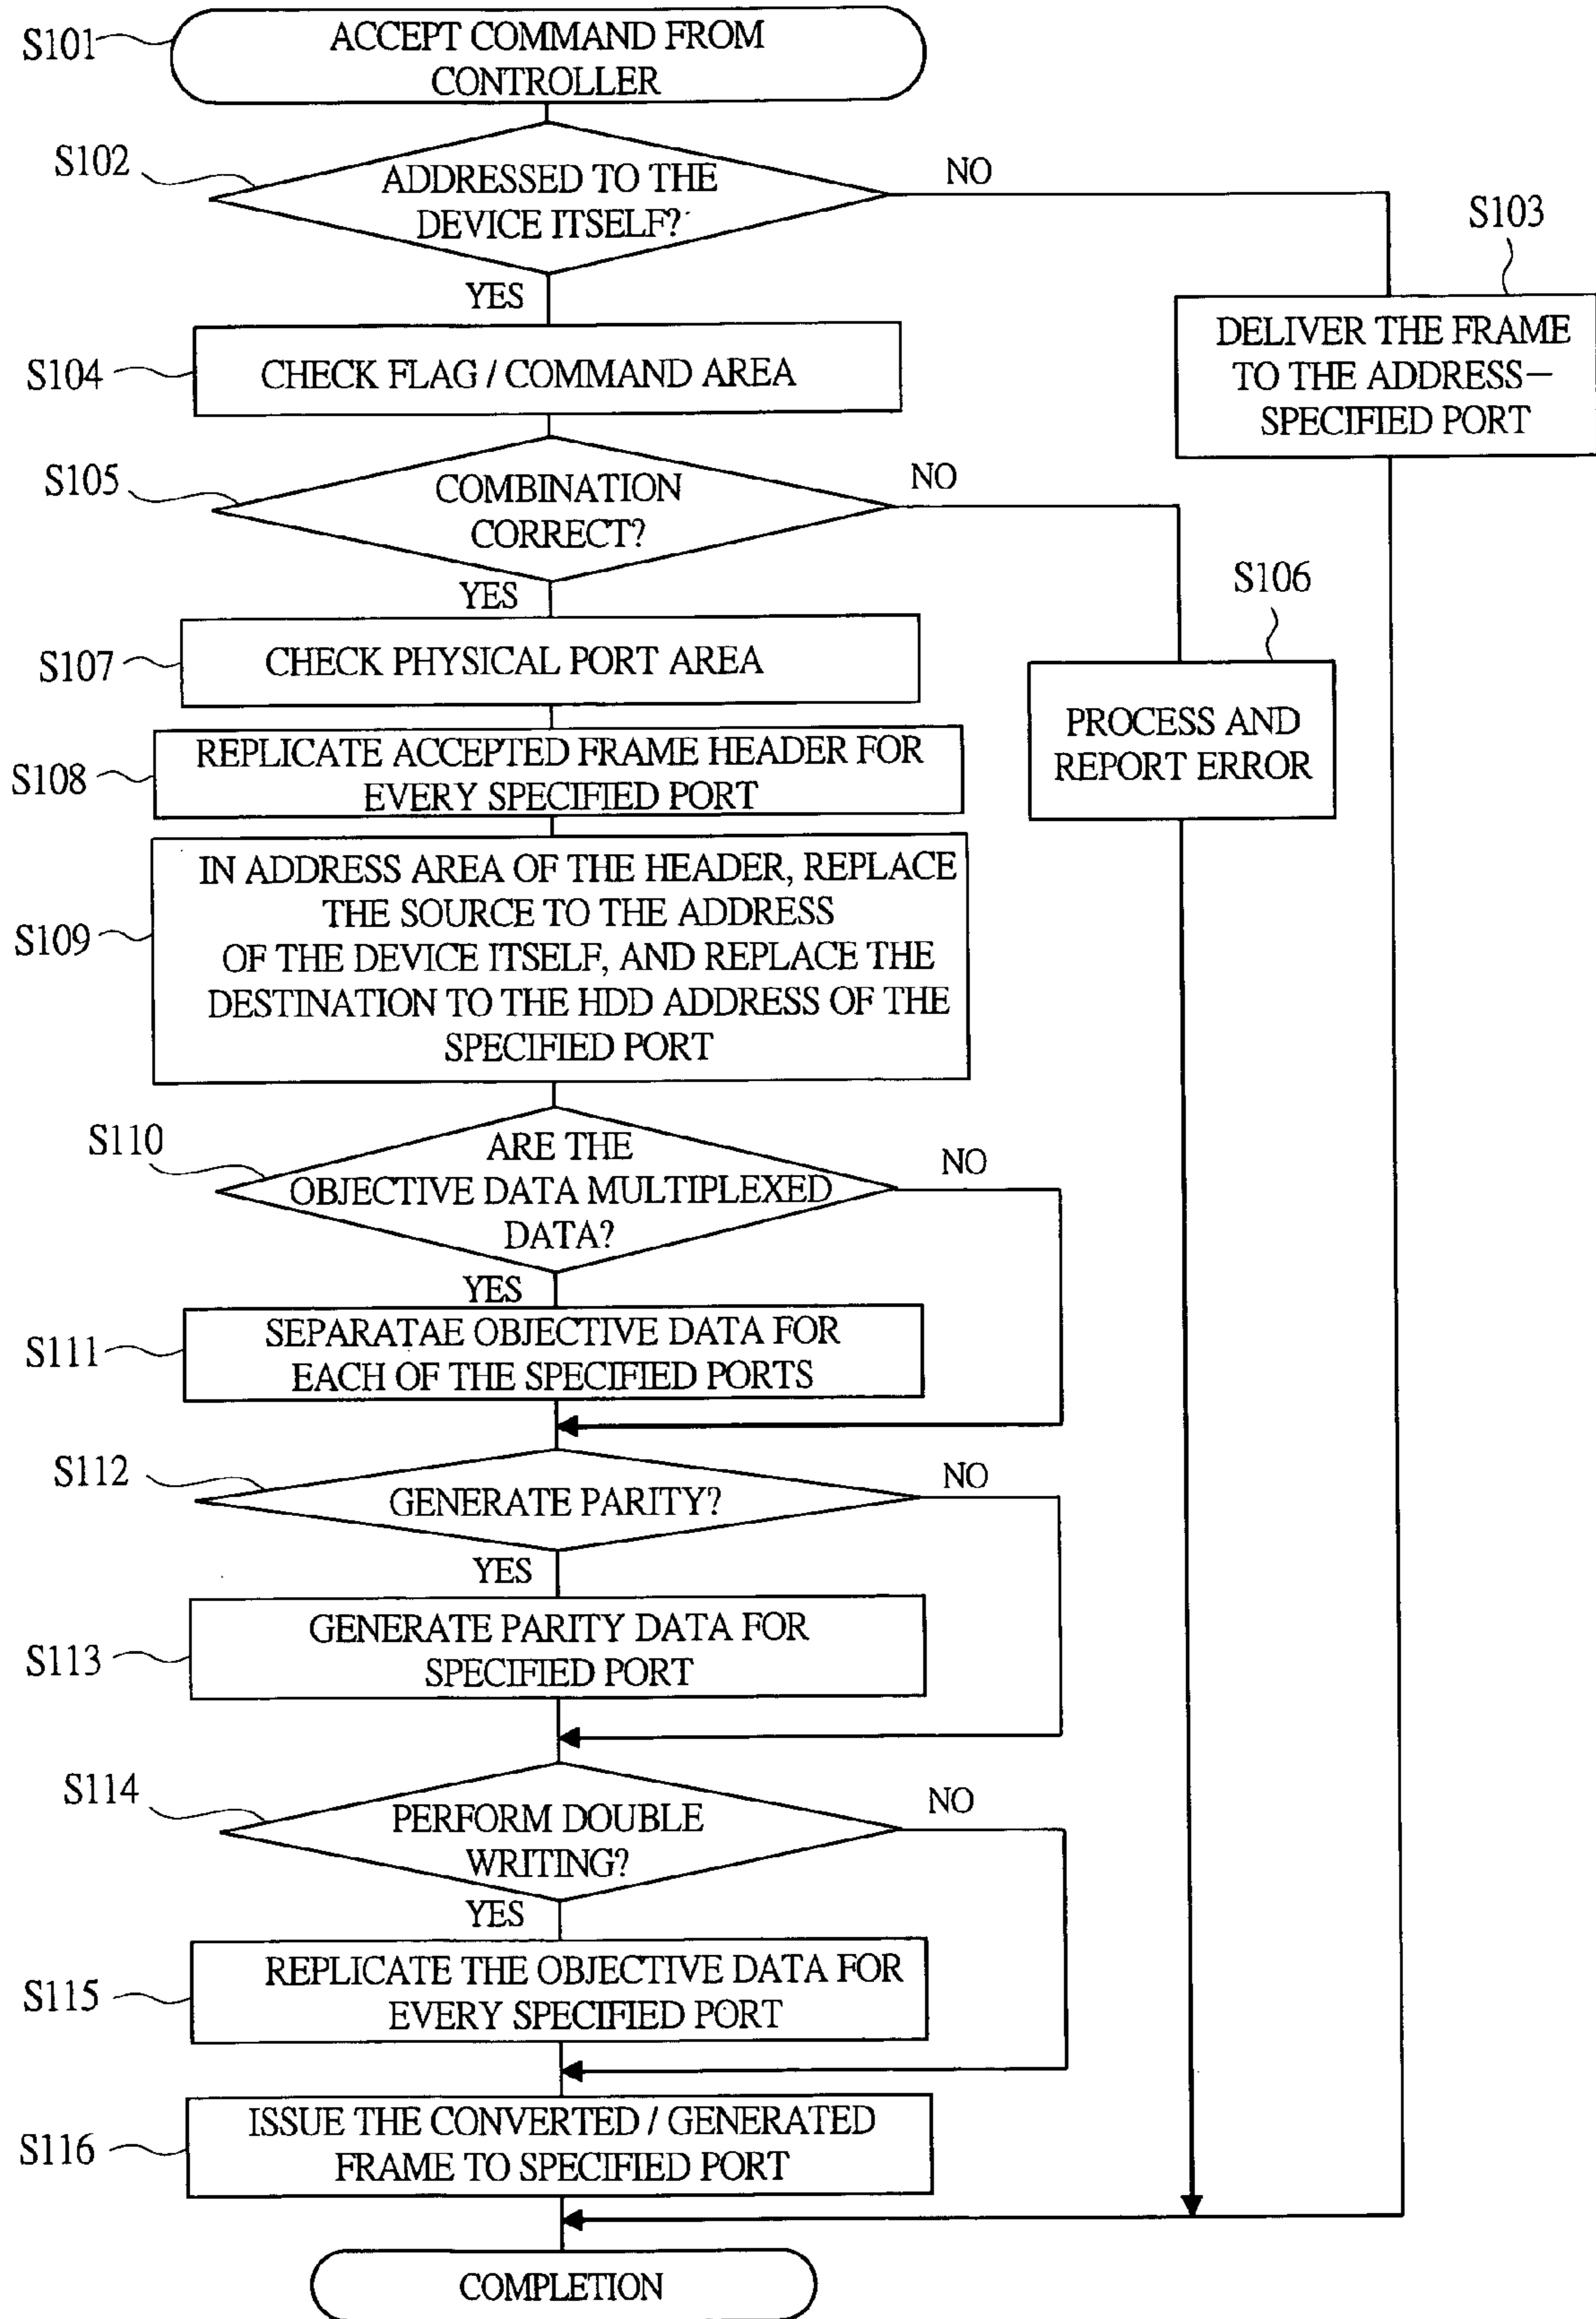 S101
ACCEPT COMMAND FROM
CONTROLLER
S102
ADDRESSED TO THE
DEVICE ITSELF?
NO
YES
S103
DELIVER THE FRAME
TO THE ADDRESS—
SPECIFIED PORT
S104
CHECK FLAG / COMMAND AREA
S105
COMBINATION
CORRECT?
NO
YES
S106
PROCESS AND
REPORT ERROR
S107
CHECK PHYSICAL PORT AREA
S108
REPLICATE ACCEPTED FRAME HEADER FOR
EVERY SPECIFIED PORT
S109
IN ADDRESS AREA OF THE HEADER, REPLACE
THE SOURCE TO THE ADDRESS
OF THE DEVICE ITSELF, AND REPLACE THE
DESTINATION TO THE HDD ADDRESS OF THE
SPECIFIED PORT
S110
ARE THE
OBJECTIVE DATA MULTIPLEXED
DATA?
NO
YES
S111
SEPARATAE OBJECTIVE DATA FOR
EACH OF THE SPECIFIED PORTS
S112
GENERATE PARITY?
NO
YES
S113
GENERATE PARITY DATA FOR
SPECIFIED PORT
S114
PERFORM DOUBLE
WRITING?
NO
YES
S115
REPLICATE THE OBJECTIVE DATA FOR
EVERY SPECIFIED PORT
S116
ISSUE THE CONVERTED / GENERATED
FRAME TO SPECIFIED PORT
COMPLETION